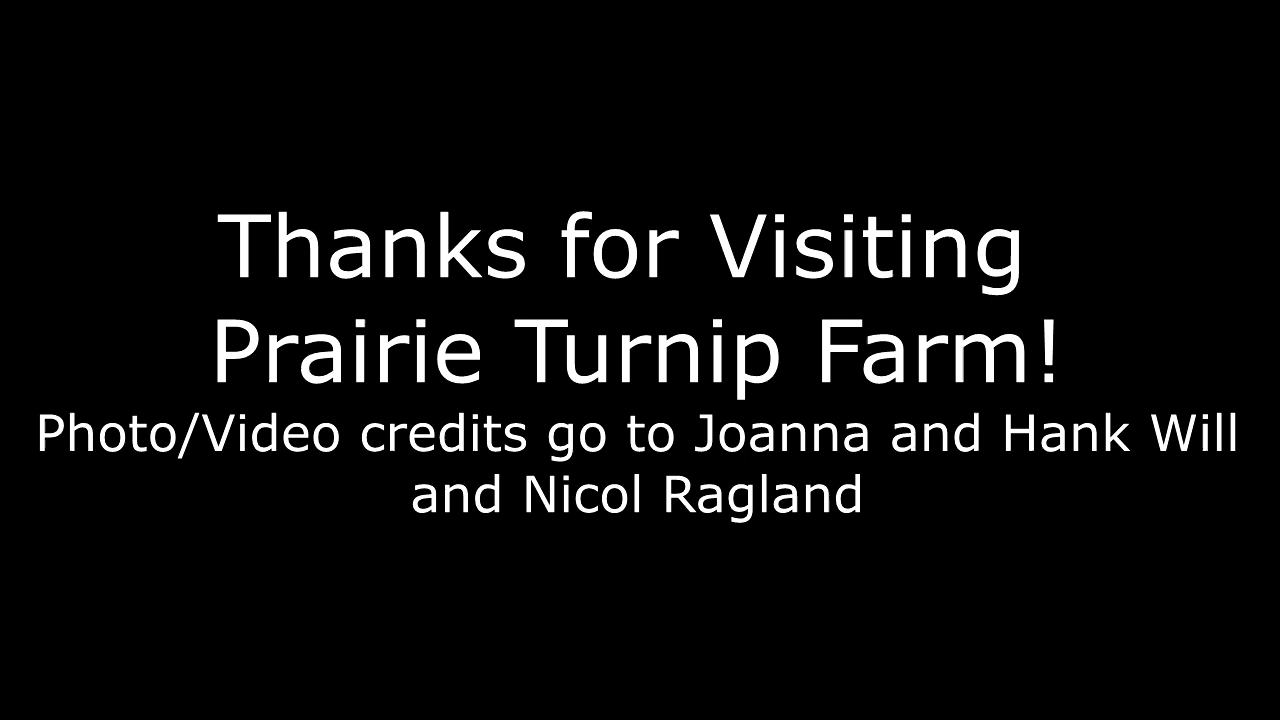 Thanks for Visiting
Prairie Turnip Farm!
Photo/Video credits go to Joanna and Hank Will
and Nicol Ragland